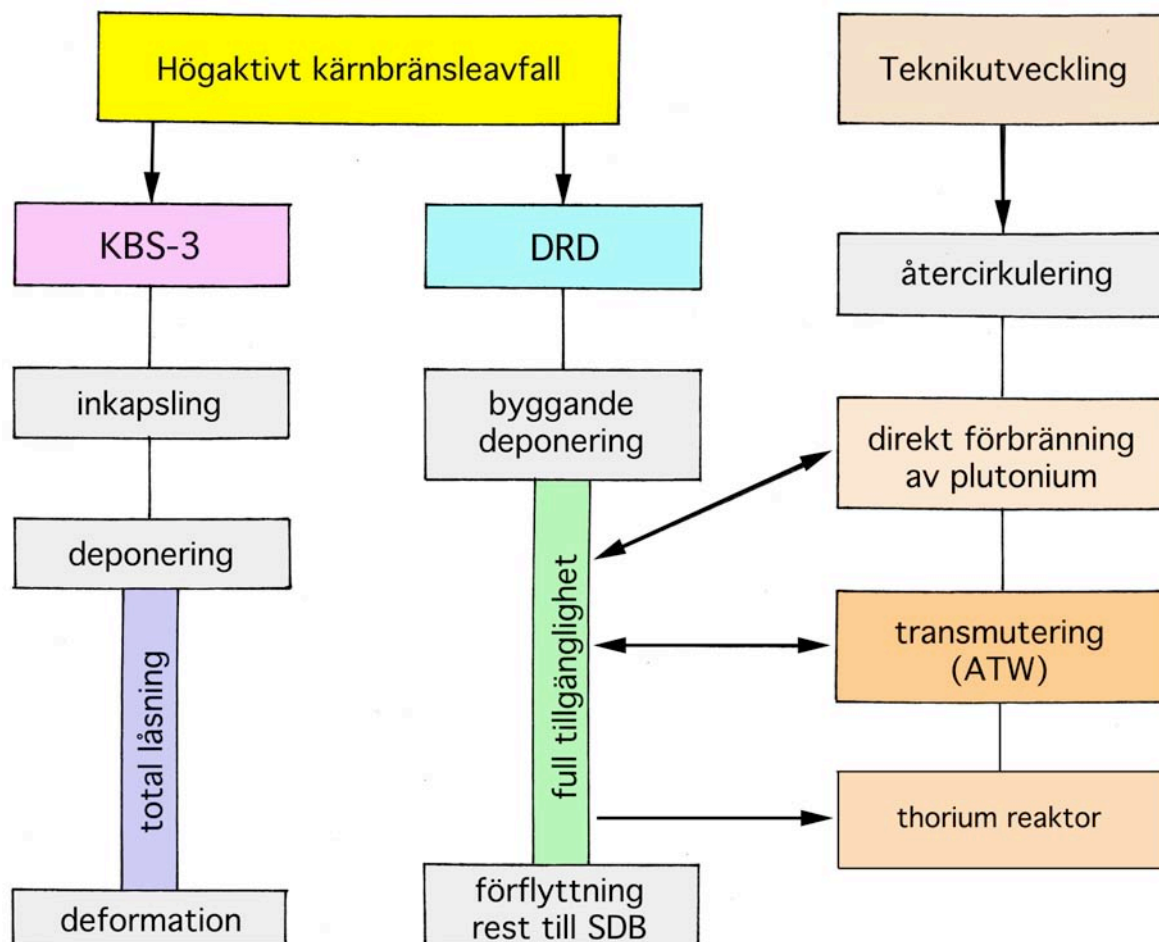 Högaktivt kärnbränsleavfall
KBS-3
inkapsling
deponering
total låsning
deformation
DRD
byggande
deponering
full tillgänglighet
förflyttning
rest till SDB
Teknikutveckling
återcirkulering
direkt förbränning
av plutonium
transmutering
(ATW)
thorium reaktor